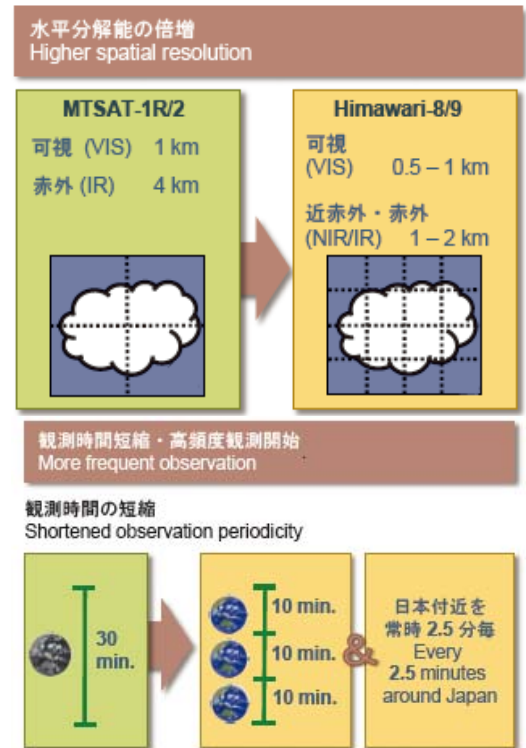 水平分解能の倍増
Higher spatial resolution
MTSAT-1R/2
可視 (VIS) 1 km
赤外 (IR) 4 km
Himawari-8/9
可視
(VIS) 0.5 – 1 km
近赤外・赤外
(NIR/IR) 1 – 2 km
観測時間短縮・高頻度観測開始
More frequent observation
観測時間の短縮
Shortened observation periodicity
30
min.
10 min.
10 min.
10 min.
&
日本付近を
常時 2.5 分毎
Every
2.5 minutes
around Japan